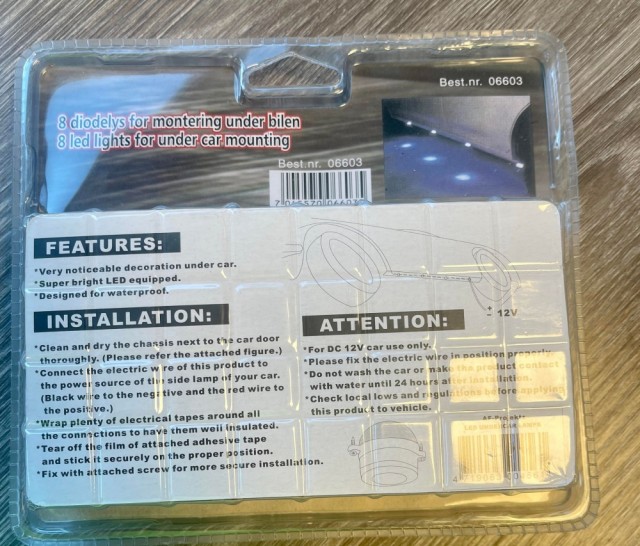 Best.nr. 06603
8 diodelys for montering under bilen
8 led lights for under car mounting
Best.nr. 06603
FEATURES:
*Very noticeable decoration under car.
*Super bright LED equipped.
*Designed for waterproof.
± 12V
INSTALLATION:
*Clean and dry the chassis next to the car door
thoroughly. (Please refer the attached figure.)
*Connect the electric wire of this product to
the power source of the side lamp of your car.
(Black wire to the negative and the red wire to
the positive.)
*Wrap plenty of electrical tapes around all
the connections to have them well insulated.
*Tear off the film of attached adhesive tape
and stick it securely on the proper position.
*Fix with attached screw for more secure installation.
ATTENTION:
*For DC 12V car use only.
*Please fix the electric wire in position properly.
*Do not wash the car or make the product contact
with water until 24 hours after installation.
*Check local lows and regulations before applying
this product to vehicle.